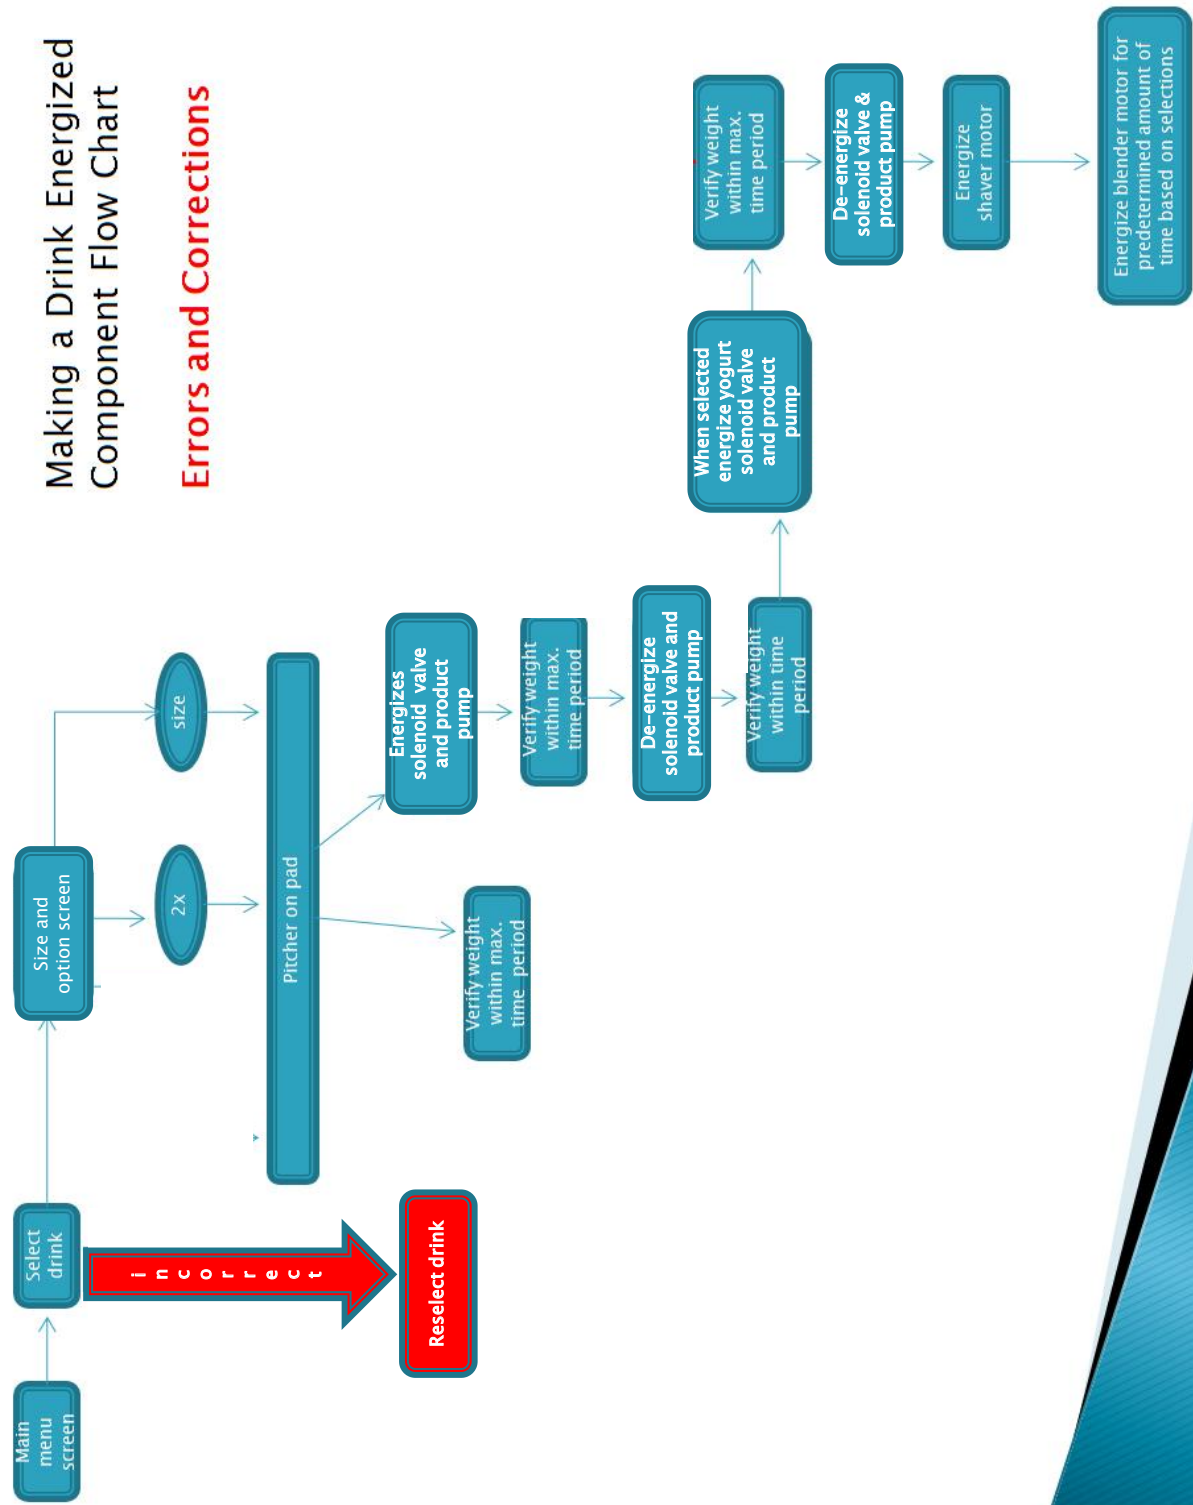 Making a Drink Energized
Component Flow Chart
Errors and Corrections
Main
menu
screen
Select
drink
Size and
option screen
incorrect
Reselect drink
2x
size
Pitcher on pad
Verify weight
within max.
time period
Energizes
solenoid valve
and product
pump
Verify weight
within max.
time period
De-energize
solenoid valve and
product pump
Verify weight
within time
period
When selected
energize yogurt
solenoid valve
and product
pump
Verify weight
within max.
time period
De-energize
solenoid valve &
product pump
Energize
shaver motor
Energize blender motor for
predetermined amount of
time based on selections